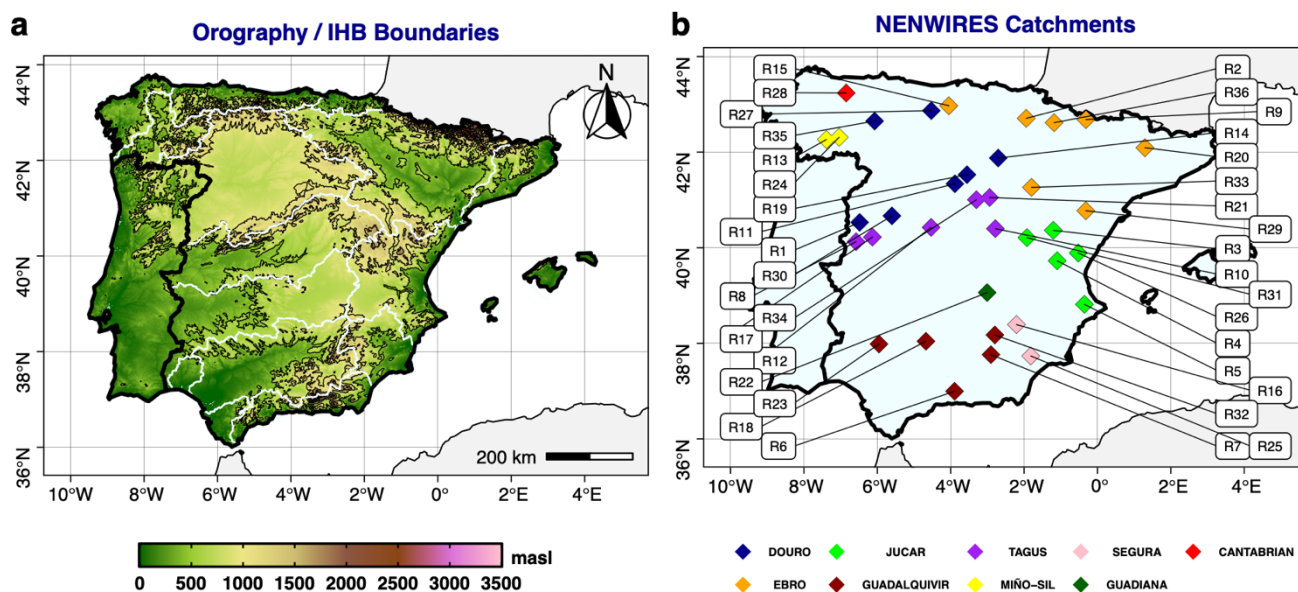 a
Orography / IHB Boundaries
N
200 km
44°N
42°N
40°N
38°N
36°N
10°W
8°W
6°W
4°W
2°W
0°
2°E
4°E
0
500
1000
1500
2000
2500
3000
3500
masl
b
NENWIRES Catchments
R15
R28
R27
R35
R13
R24
R19
R11
R1
R30
R8
R34
R17
R12
R22
R23
R18
R6
R2
R36
R9
R14
R20
R33
R21
R29
R3
R10
R31
R26
R4
R5
R16
R32
R7
R25
44°N
42°N
40°N
38°N
36°N
10°W
8°W
6°W
4°W
2°W
0°
2°E
4°E
DOURO
JUCAR
TAGUS
SEGURA
CANTABRIAN
EBRO
GUADALQUIVIR
MIÑO−SIL
GUADIANA